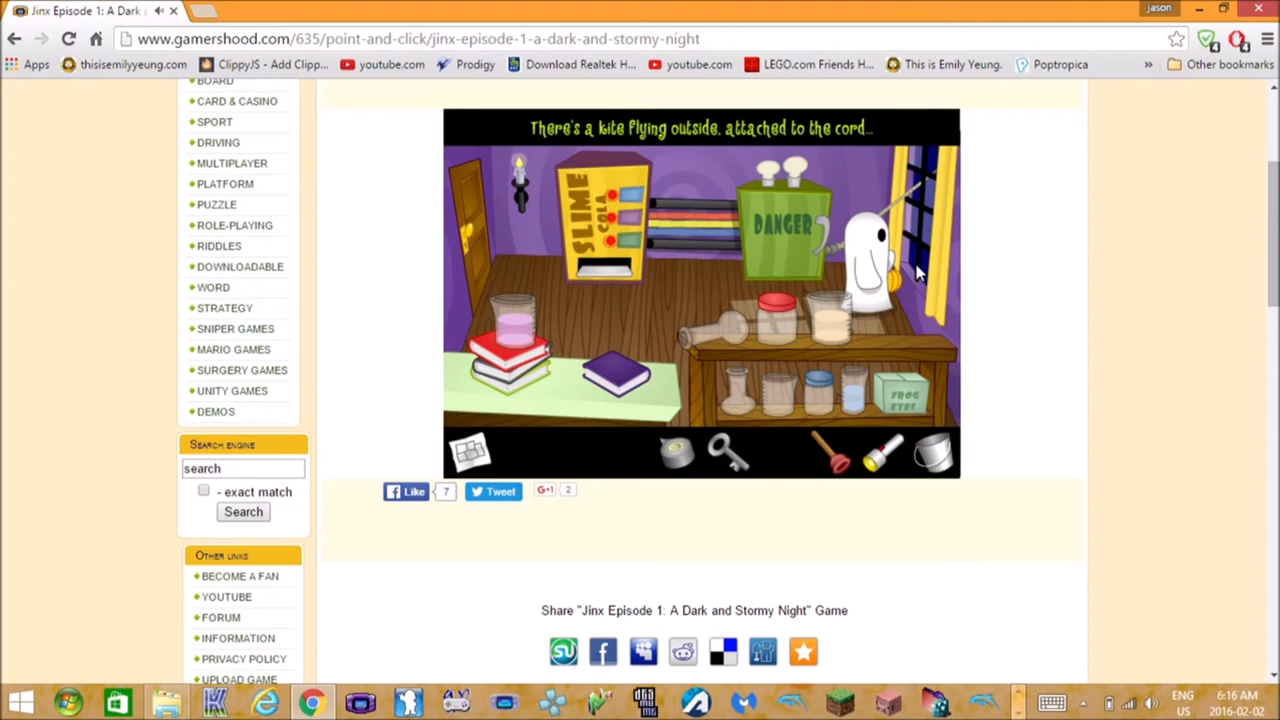 Jinx Episode 1: A Dark
jason
www.gamershood.com/635/point-and-click/jinx-episode-1-a-dark-and-stormy-night
4
4
Apps
thisisemilyyeung.com
ClippyJS - Add Clipp...
youtube.com
Prodigy
Download Realtek H...
youtube.com
LEGO.com Friends H...
This is Emily Yeung.
Poptropica
»
Other bookmarks
BOARD
CARD & CASINO
SPORT
DRIVING
MULTIPLAYER
PLATFORM
PUZZLE
ROLE-PLAYING
RIDDLES
DOWNLOADABLE
WORD
STRATEGY
SNIPER GAMES
MARIO GAMES
SURGERY GAMES
UNITY GAMES
DEMOS
Search engine
search
- exact match
Search
Other links
BECOME A FAN
YOUTUBE
FORUM
INFORMATION
PRIVACY POLICY
UPLOAD GAME
There's a kite flying outside, attached to the cord...
SLIME
COLA
DANGER
FROG
EYES
Like
7
Tweet
G+1
2
Share "Jinx Episode 1: A Dark and Stormy Night" Game
ENG
US
6:16 AM
2016-02-02